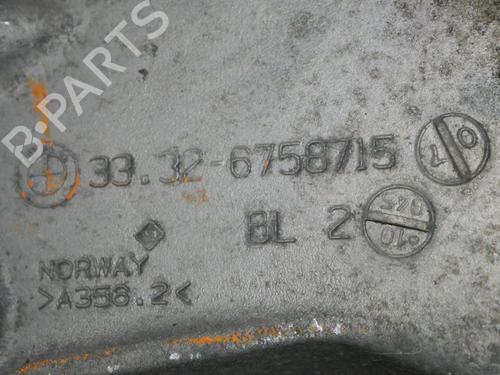 B-PARTS
33.32-6758715
BL 2
NORWAY
>A356.2<